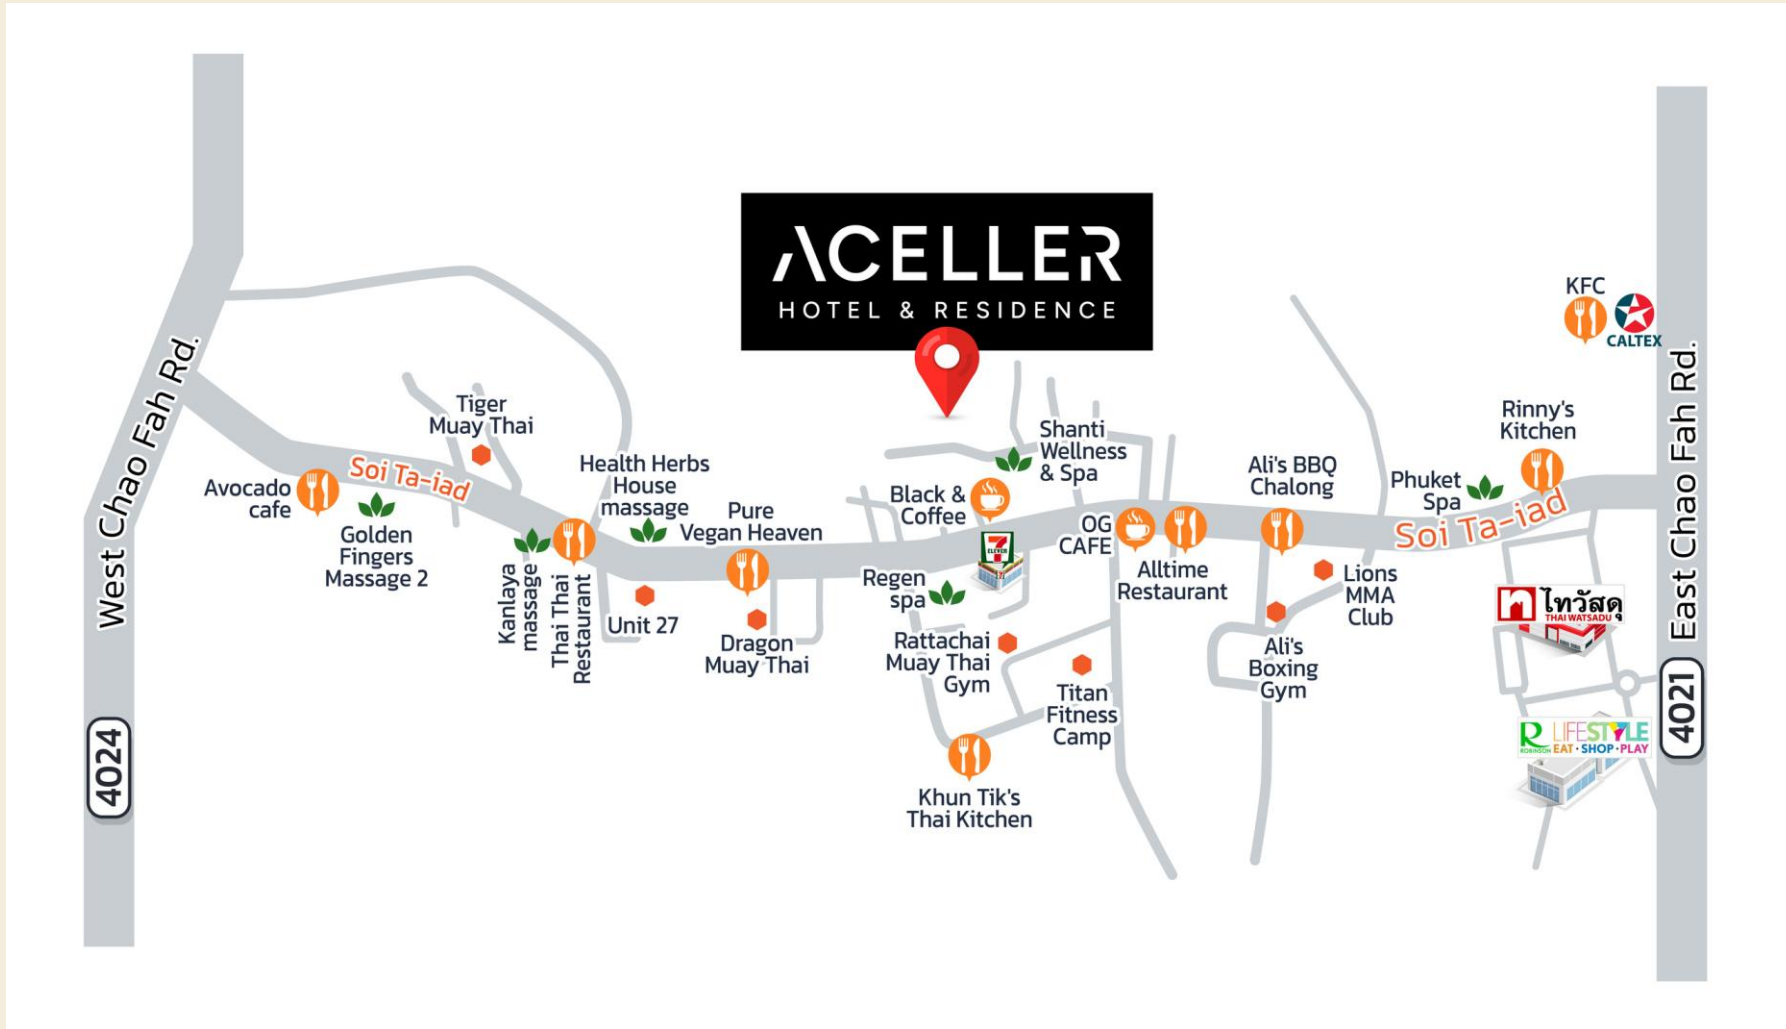 ACELLER
HOTEL & RESIDENCE
KFC
CALTEX
West Chao Fah Rd.
East Chao Fah Rd.
Tiger
Muay Thai
Rinny's
Kitchen
Avocado
cafe
Soi Ta-iad
Golden
Fingers
Massage 2
Health Herbs
House
massage
Pure
Vegan Heaven
Black &
Coffee
Shanti
Wellness
& Spa
Ali's BBQ
Chalong
Phuket
Spa
Soi Ta-iad
OG
CAFE
7
ELEVEN
Kanlaya
massage
Thai Thai
Restaurant
Unit 27
Dragon
Muay Thai
Regen
spa
Alltime
Restaurant
Lions
MMA
Club
ไทวัสดุ
THAI WATSADU
Rattachai
Muay Thai
Gym
Titan
Fitness
Camp
Ali's
Boxing
Gym
4024
4021
R
ROBINSON
LIFESTYLE
EAT · SHOP · PLAY
Khun Tik's
Thai Kitchen